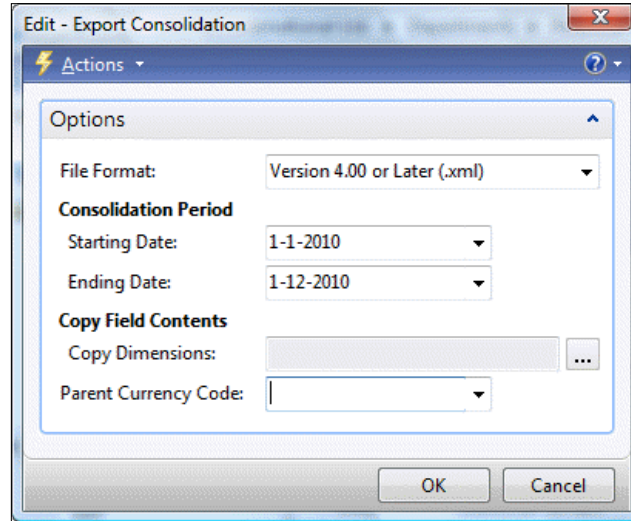 Edit - Export Consolidation
Actions
Options
File Format: Version 4.00 or Later (.xml)
Consolidation Period
Starting Date: 1-1-2010
Ending Date: 1-12-2010
Copy Field Contents
Copy Dimensions: ...
Parent Currency Code:
OK Cancel